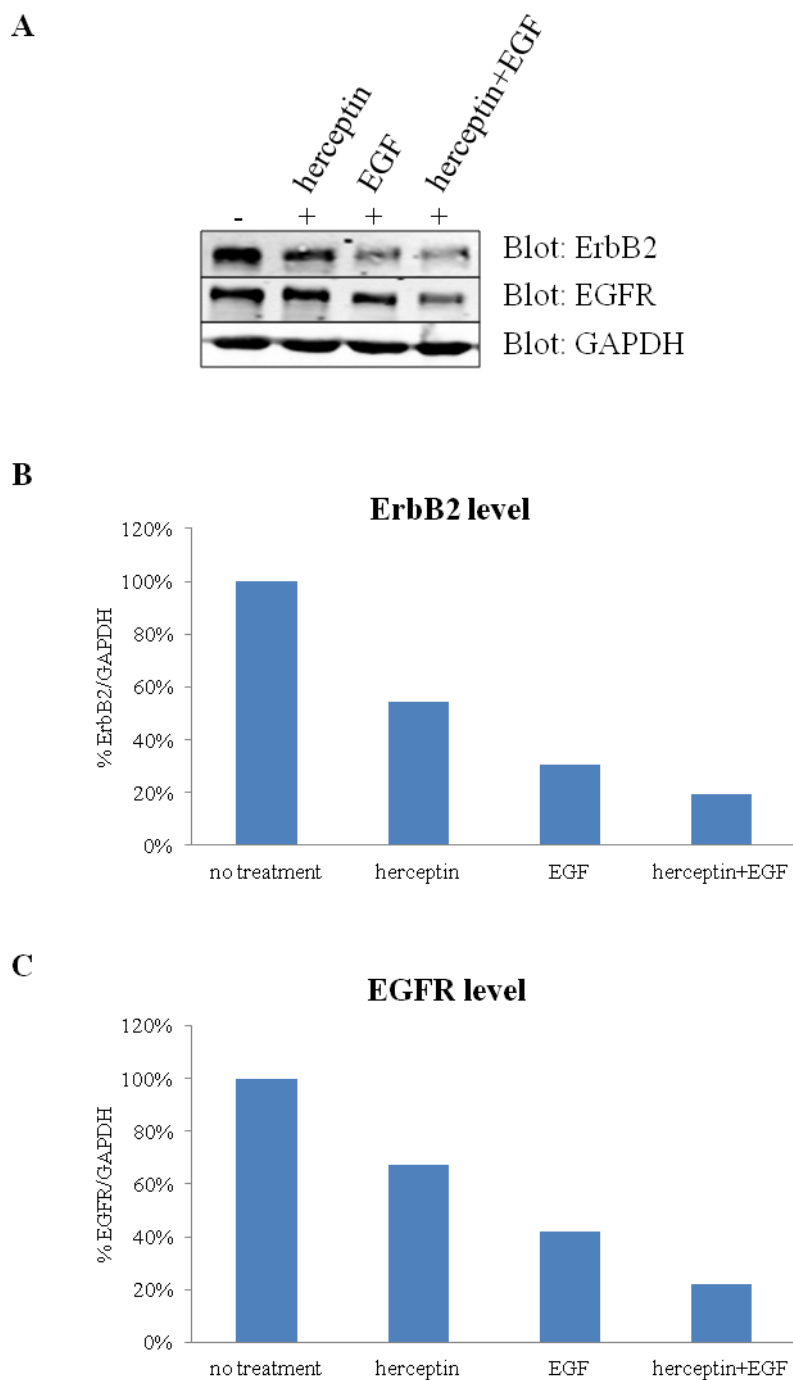 A
herceptin
EGF
herceptin+EGF
- + + +
Blot: ErbB2
Blot: EGFR
Blot: GAPDH
B
ErbB2 level
120%
100%
80%
60%
40%
20%
0%
% ErbB2/GAPDH
no treatment herceptin EGF herceptin+EGF
C
EGFR level
120%
100%
80%
60%
40%
20%
0%
% EGFR/GAPDH
no treatment herceptin EGF herceptin+EGF